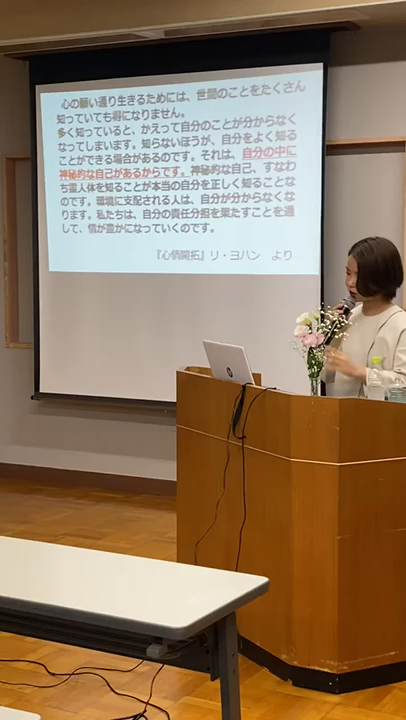 心の願い通り生きるためには、世間のことをたくさん
知っていても得になりません。
多く知っていると、かえって自分のことが分からなく
なってしまいます。知らないほうが、自分をよく知る
ことができる場合があるのです。それは、自分の中に
神秘的な自己があるからです。神秘的な自己、すなわ
ち霊人体を知ることが本当の自分を正しく知ることな
のです。環境に支配される人は、自分が分からなくな
ります。私たちは、自分の責任分担を果たすことを通
して、情が豊かになっていくのです。
『心情開拓』リ・ヨハン より